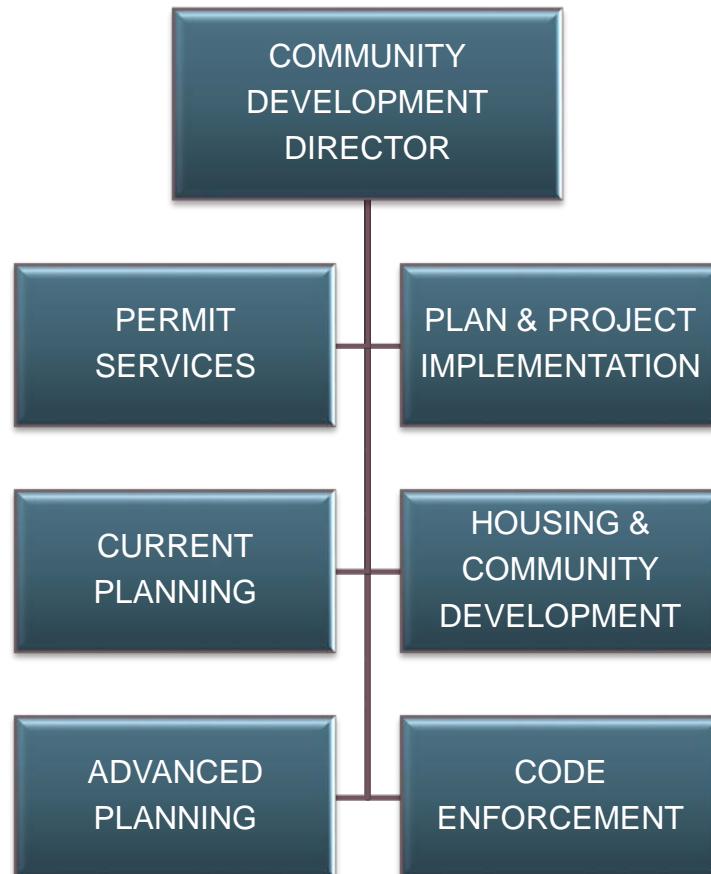 COMMUNITY
DEVELOPMENT
DIRECTOR
PERMIT
SERVICES
PLAN & PROJECT
IMPLEMENTATION
CURRENT
PLANNING
HOUSING &
COMMUNITY
DEVELOPMENT
ADVANCED
PLANNING
CODE
ENFORCEMENT